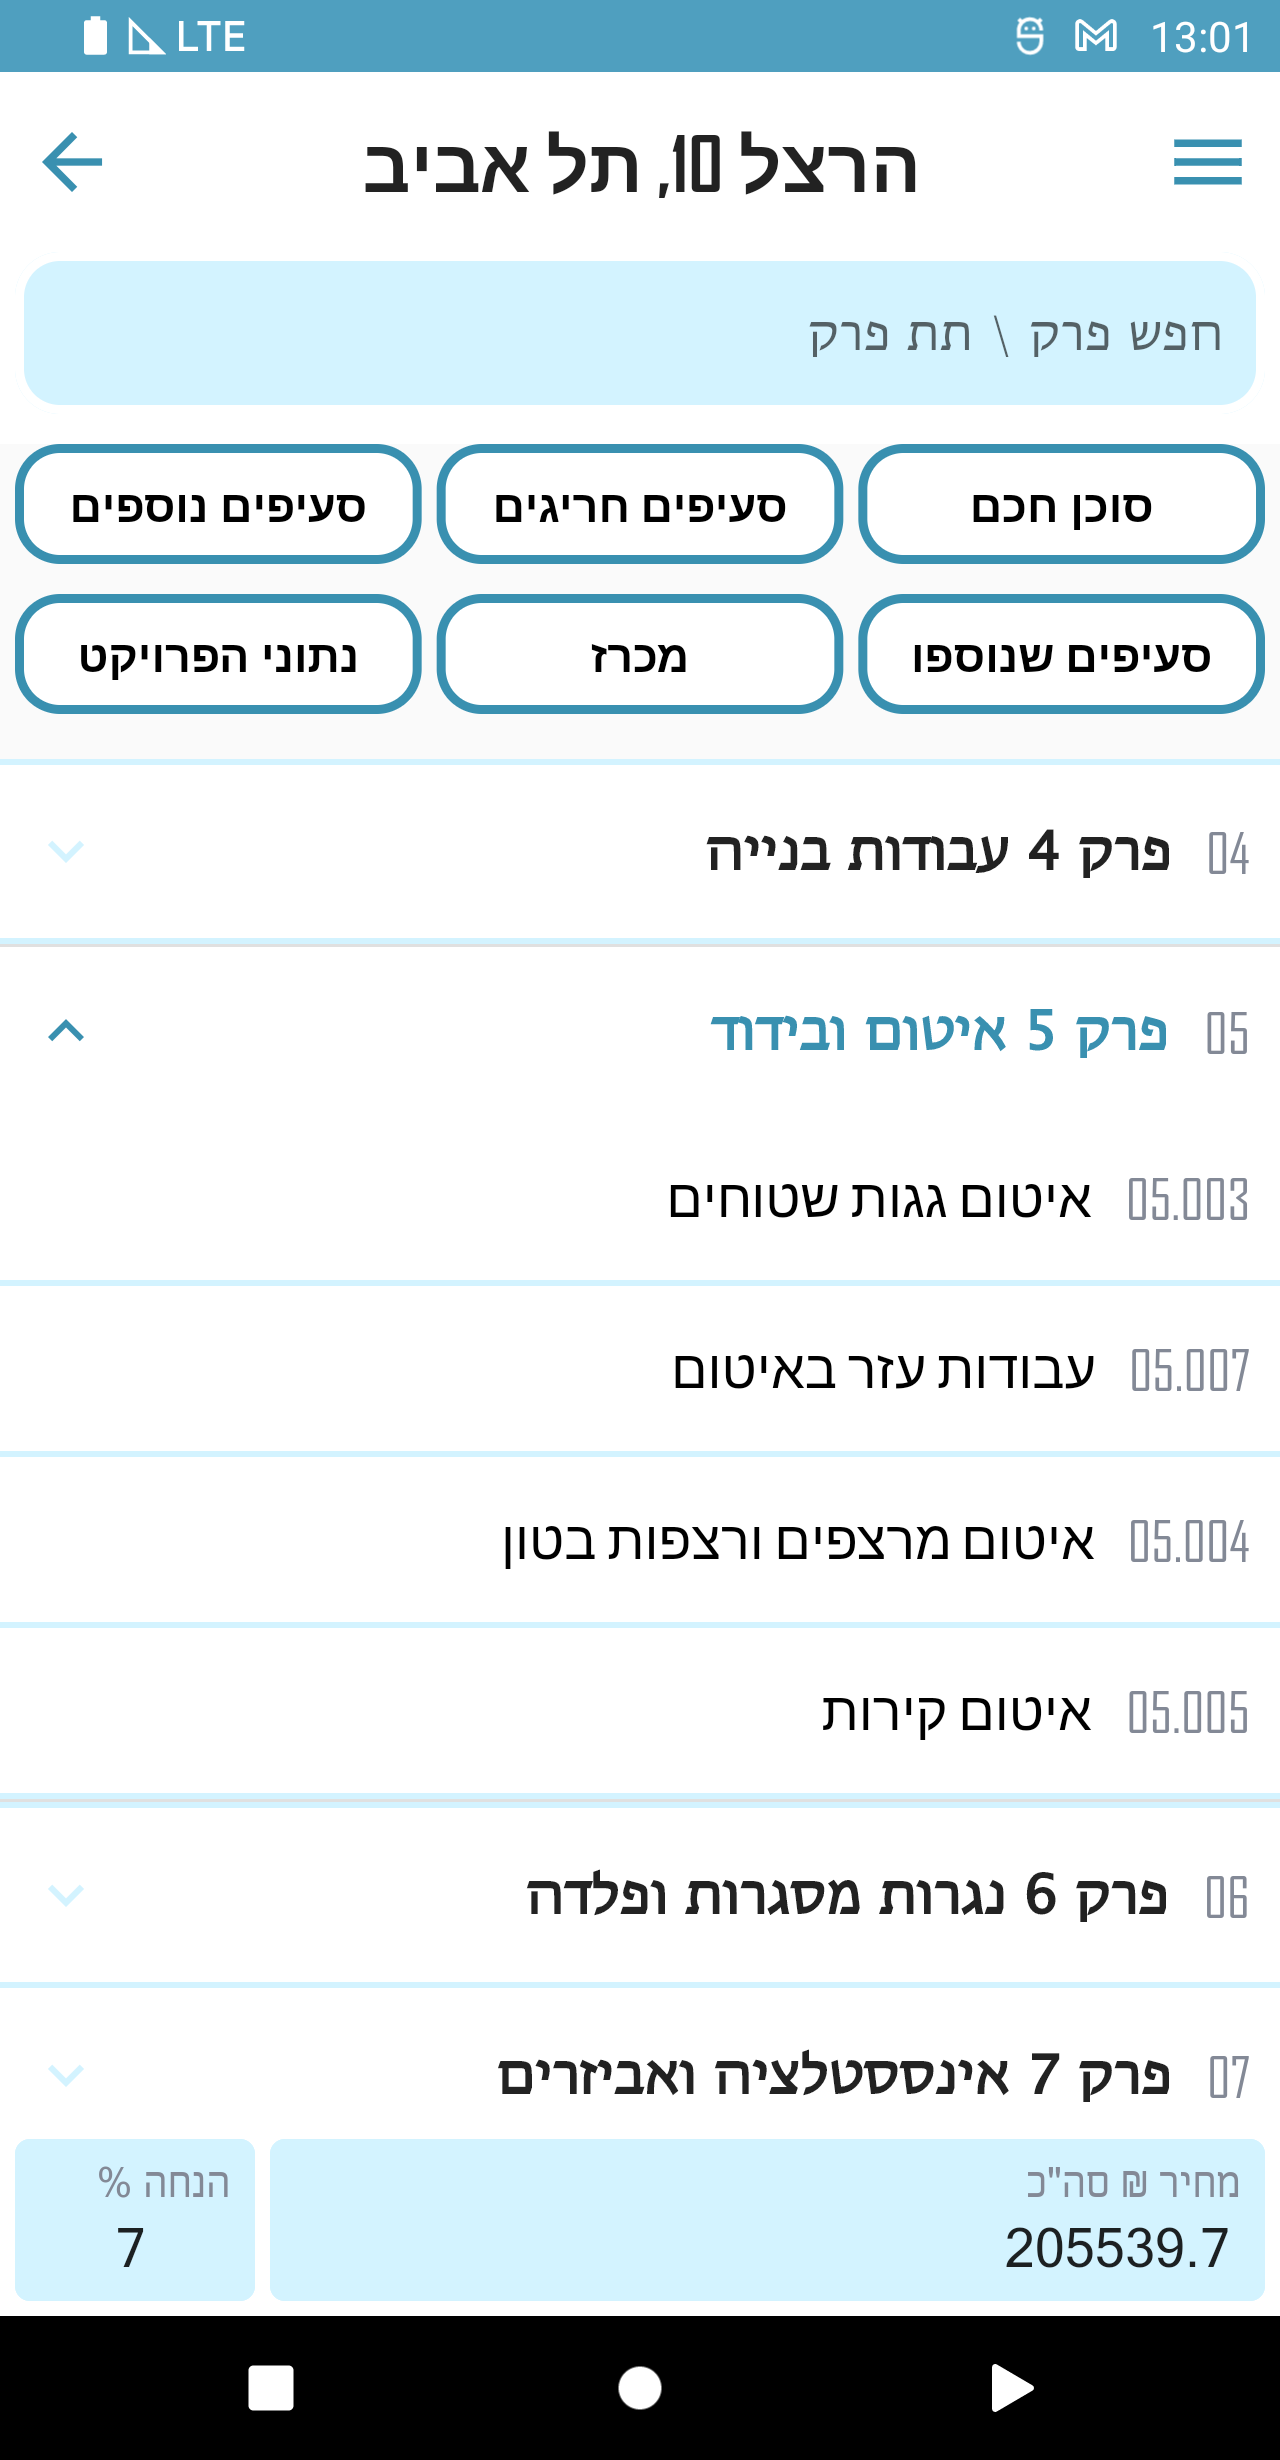 LTE 13:01
הרצל 10, תל אביב
חפש פרק \ תת פרק
סוכן חכם
סעיפים חריגים
סעיפים נוספים
סעיפים שנוספו
מכרז
נתוני הפרויקט
04 פרק 4 עבודות בנייה
05 פרק 5 איטום ובידוד
05.003 איטום גגות שטוחים
05.007 עבודות עזר באיטום
05.004 איטום מרצפים ורצפות בטון
05.005 איטום קירות
06 פרק 6 נגרות מסגרות ופלדה
07 פרק 7 אינססטלציה ואביזרים
מחיר ₪ סה"כ
205539.7
הנחה %
7